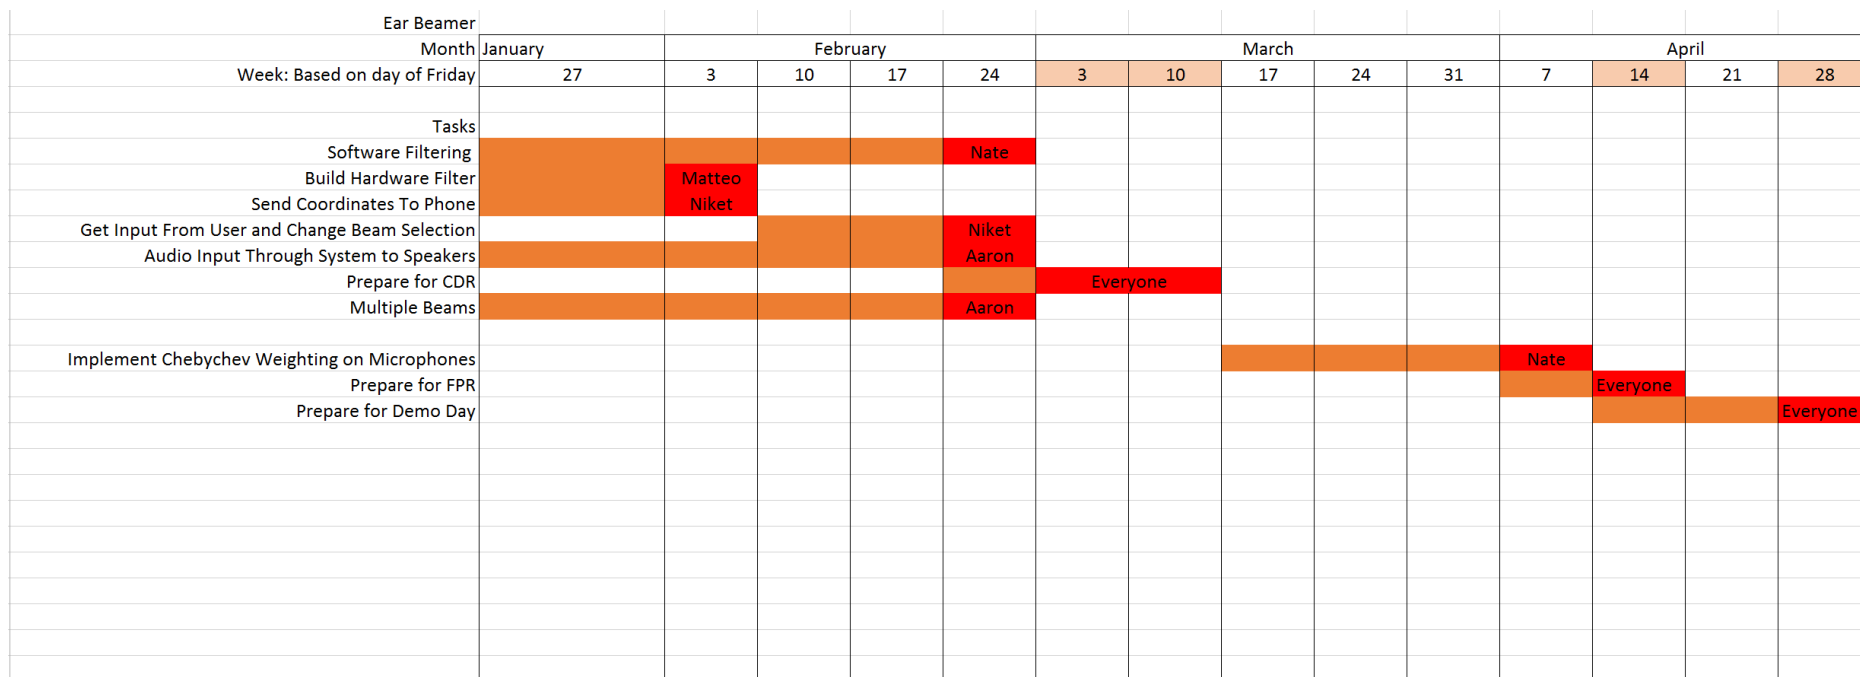 Ear Beamer
Month January February March April
Week: Based on day of Friday 27 3 10 17 24 3 10 17 24 31 7 14 21 28
Tasks
Software Filtering Nate
Build Hardware Filter Matteo
Send Coordinates To Phone Niket
Get Input From User and Change Beam Selection Niket
Audio Input Through System to Speakers Aaron
Prepare for CDR Everyone
Multiple Beams Aaron
Implement Chebychev Weighting on Microphones Nate
Prepare for FPR Everyone
Prepare for Demo Day Everyone